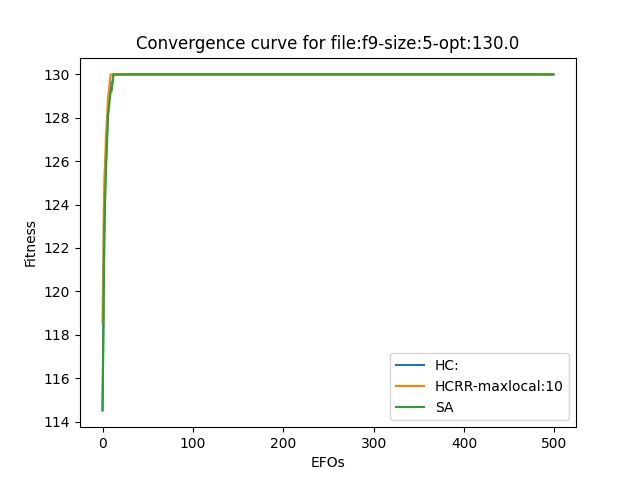 Convergence curve for file:f9-size:5-opt:130.0
130
128
126
124
122
120
118
116
114
Fitness
0 100 200 300 400 500
EFOs
HC:
HCRR-maxlocal:10
SA